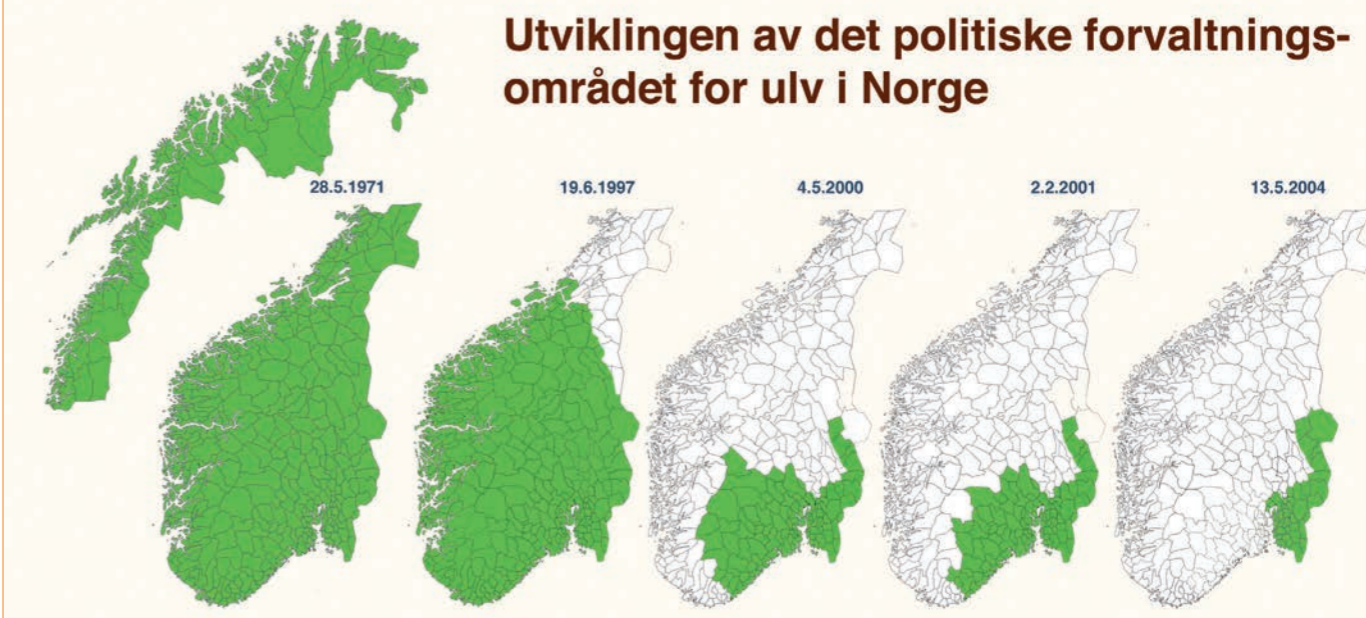 Utviklingen av det politiske forvaltnings-
området for ulv i Norge
28.5.1971
19.6.1997
4.5.2000
2.2.2001
13.5.2004